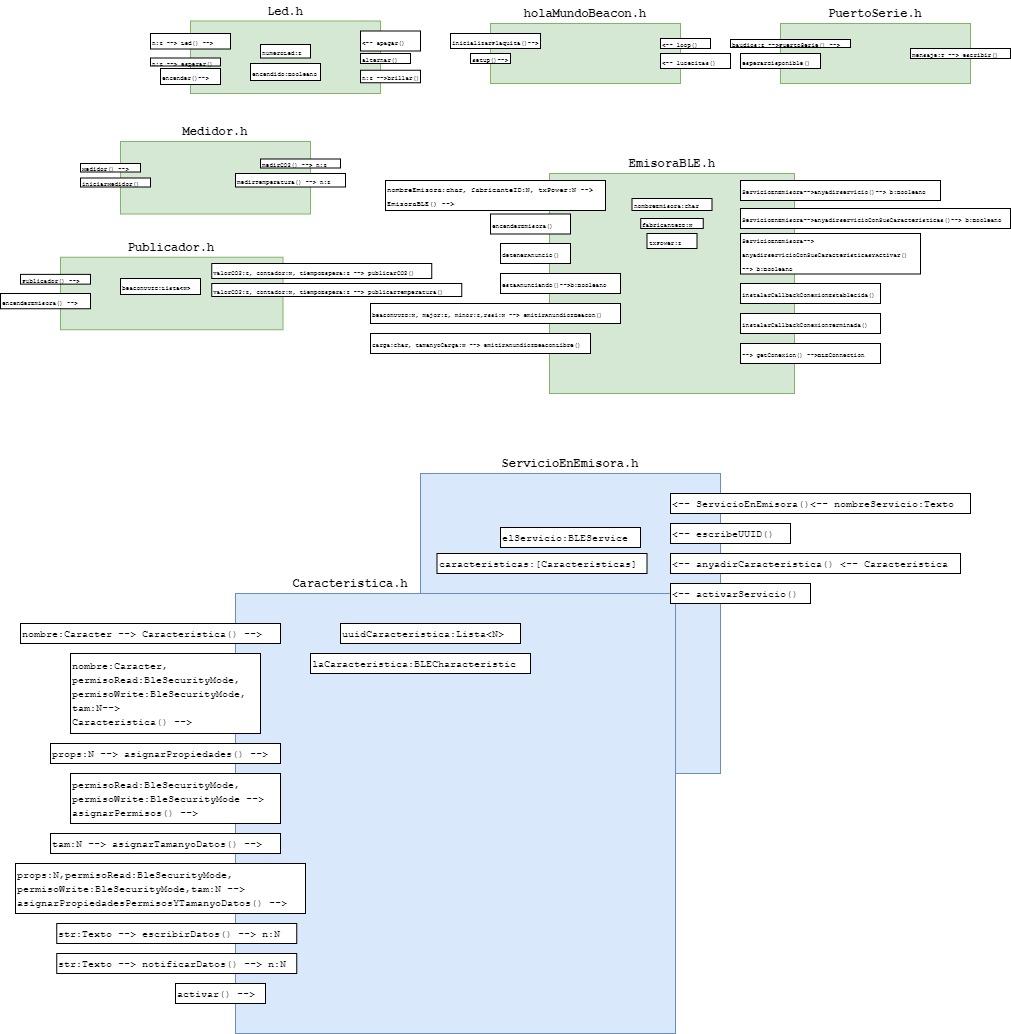 Led.h
n:Z --> Led() -->
n:Z --> esperar()
encender()-->
numeroLed:Z
encendido:Booleano
<-- apagar()
alternar()
n:Z -->brillar()
holaMundoBeacon.h
inicializarPlaquita()-->
setup()-->
<-- loop()
<-- lucecitas()
PuertoSerie.h
baudios:Z -->PuertoSerie() -->
esperarDisponible()
mensaje:T --> escribir()
Medidor.h
Medidor() -->
iniciarMedidor()
medirCO2() --> n:Z
medirTemperatura() --> n:Z
EmisoraBLE.h
nombreEmisora:char, fabricanteID:N, txPower:N -->
EmisoraBLE() -->
encenderEmisora()
detenerAnuncio()
estaAnunciando()-->b:Booleano
beaconUUID:N, major:Z, minor:Z,rssi:N --> emitirAnuncioIBeacon()
carga:char, tamanyoCarga:N --> emitirAnuncioIBeaconLibre()
nombreEmisora:char
fabricanteID:N
txPower:Z
ServicioEnEmisora-->anyadirServicio()--> b:Booleano
ServicioEnEmisora-->anyadirServicioConSusCaracteristicas()--> b:Booleano
ServicioEnEmisora-->
anyadirServicioConSusCaracteristicasYActivar()
--> b:Booleano
instalarCallbackConexionEstablecida()
instalarCallbackConexionTerminada()
--> getConexion() -->BLEConnection
Publicador.h
Publicador() -->
encenderEmisora() -->
beaconUUID:Lista<N>
valorCO2:Z, contador:N, tiempoEspera:Z --> publicarCO2()
valorCO2:Z, contador:N, tiempoEspera:Z --> publicarTemperatura()
ServicioEnEmisora.h
elServicio:BLEService
caracteristicas:[Caracteristicas]
<-- ServicioEnEmisora()<-- nombreServicio:Texto
<-- escribeUUID()
<-- anyadirCaracteristica() <-- Caracteristica
<-- activarServicio()
Caracteristica.h
nombre:Caracter --> Caracteristica() -->
nombre:Caracter,
permisoRead:BleSecurityMode,
permisoWrite:BleSecurityMode,
tam:N-->
Caracteristica() -->
props:N --> asignarPropiedades() -->
permisoRead:BleSecurityMode,
permisoWrite:BleSecurityMode -->
asignarPermisos() -->
tam:N --> asignarTamanyoDatos() -->
props:N,permisoRead:BleSecurityMode,
permisoWrite:BleSecurityMode,tam:N -->
asignarPropiedadesPermisosYTamanyoDatos() -->
str:Texto --> escribirDatos() --> n:N
str:Texto --> notificarDatos() --> n:N
activar() -->
uuidCaracteristica:Lista<N>
laCaracteristica:BLECharacteristic